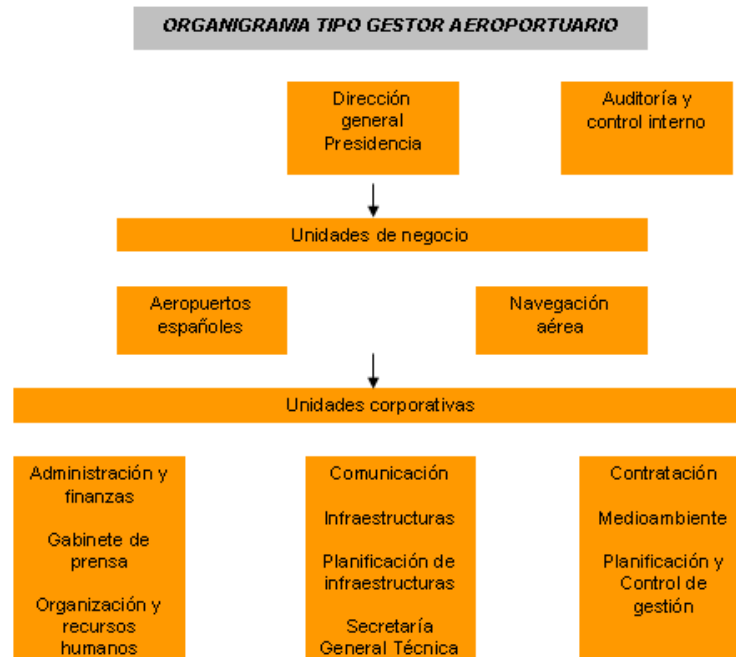 ORGANIGRAMA TIPO GESTOR AEROPORTUARIO
Dirección
general
Presidencia
Auditoría y
control interno
Unidades de negocio
Aeropuertos
españoles
Navegación
aérea
Unidades corporativas
Administración y
finanzas
Gabinete de
prensa
Organización y
recursos
humanos
Comunicación
Infraestructuras
Planificación de
infraestructuras
Secretaría
General Técnica
Contratación
Medioambiente
Planificación y
Control de
gestión